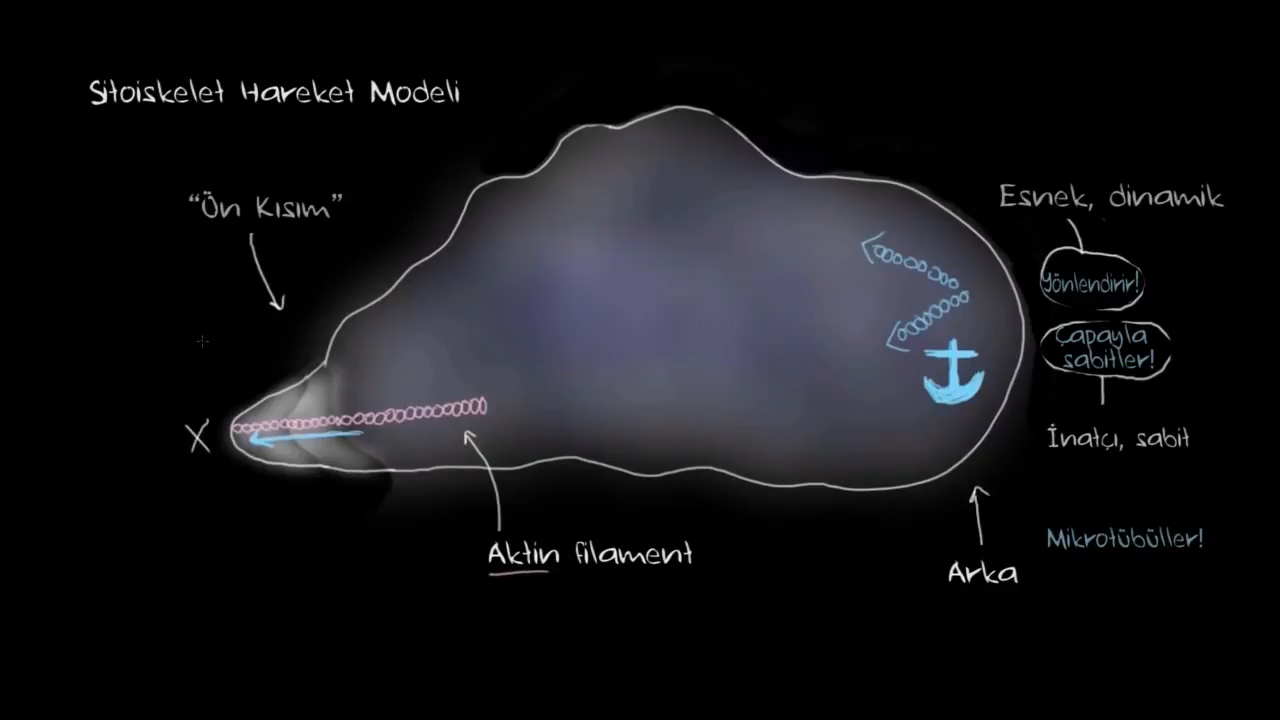 Sitoiskelet Hareket Modeli
"Ön Kısım"
Esnek, dinamik
Yönlendirir!
Çapayla
sabitler!
X
İnatçı, sabit
Mikrotübüller!
Aktin filament
Arka